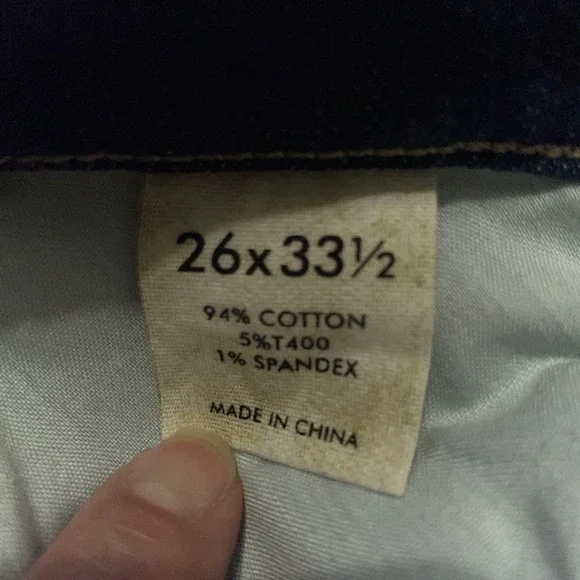 26x33½
94% COTTON
5%T400
1% SPANDEX
MADE IN CHINA